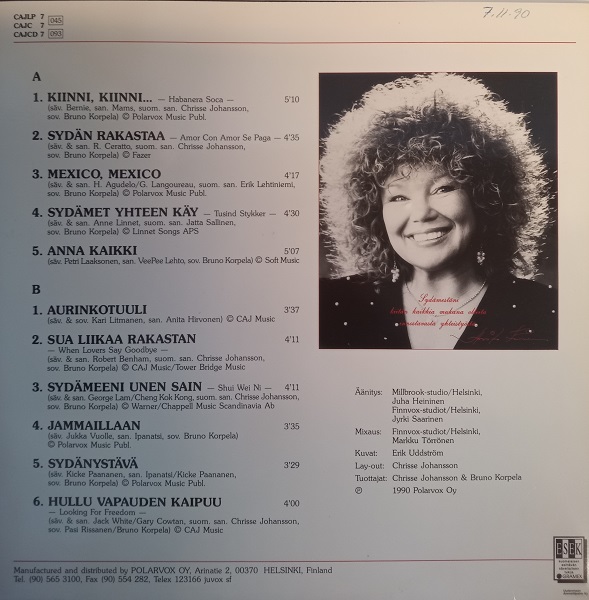 CAJLP 7
CAJC 7 045
CAJCD 7 093
7.11-90
A
1. KIINNI, KIINNI... — Habanera Soca — 5'10
(säv. Bernie, san. Mams, suom. san. Chrisse Johansson,
sov. Bruno Korpela) © Polarvox Music Publ.
2. SYDÄN RAKASTAA — Amor Con Amor Se Paga — 4'35
(säv. & san. R. Ceratto, suom. san. Chrisse Johansson,
sov. Bruno Korpela) © Fazer
3. MEXICO, MEXICO 4'17
(säv. & san. H. Agudelo/G. Langoureau, suom. san. Erik Lehtiniemi,
sov. Bruno Korpela) © Polarvox Music Publ.
4. SYDÄMET YHTEEN KÄY — Tusind Stykker — 4'30
(säv. & san. Anne Linnet, suom. san. Jatta Sallinen,
sov. Bruno Korpela) © Linnet Songs APS
5. ANNA KAIKKI 5'07
(säv. Petri Laaksonen, san. VeePee Lehto, sov. Bruno Korpela) © Soft Music
B
1. AURINKOTUULI 3'37
(säv. & sov. Kari Litmanen, san. Anita Hirvonen) © CAJ Music
2. SUA LIIKAA RAKASTAN 4'11
— When Lovers Say Goodbye —
(säv. & san. Robert Benham, suom. san. Chrisse Johansson,
sov. Bruno Korpela) © CAJ Music/Tower Bridge Music
3. SYDÄMEENI UNEN SAIN — Shui Wei Ni — 4'11
(säv. & san. George Lam/Cheng Kok Kong, suom. san. Chrisse Johansson,
sov. Bruno Korpela) © Warner/Chappell Music Scandinavia Ab
4. JAMMAILLAAN 3'35
(säv. Jukka Vuolle, san. Ipanatsi, sov. Bruno Korpela)
© Polarvox Music Publ.
5. SYDÄNYSTÄVÄ 3'29
(säv. Kicke Paananen, san. Ipanatsi/Kicke Paananen,
sov. Bruno Korpela) © Polarvox Music Publ.
6. HULLU VAPAUDEN KAIPUU 4'00
— Looking For Freedom —
(säv. & san. Jack White/Gary Cowtan, suom. san. Chrisse Johansson,
sov. Pasi Rissanen/Bruno Korpela) © CAJ Music
Sydämestäni
kiitän kaikkia mukana olleita
Äänitys: Millbrook-studio/Helsinki,
Juha Heininen
Finnvox-studiot/Helsinki,
Jyrki Saarinen
Mixaus: Finnvox-studiot/Helsinki,
Markku Törrönen
Kuvat: Erik Uddström
Lay-out: Chrisse Johansson
Tuottajat: Chrisse Johansson & Bruno Korpela
℗ 1990 Polarvox Oy
Manufactured and distributed by POLARVOX OY, Arinatie 2, 00370 HELSINKI, Finland
Tel. (90) 565 3100, Fax (90) 554 282, Telex 123166 juvox sf
ESEK
GRAMEX